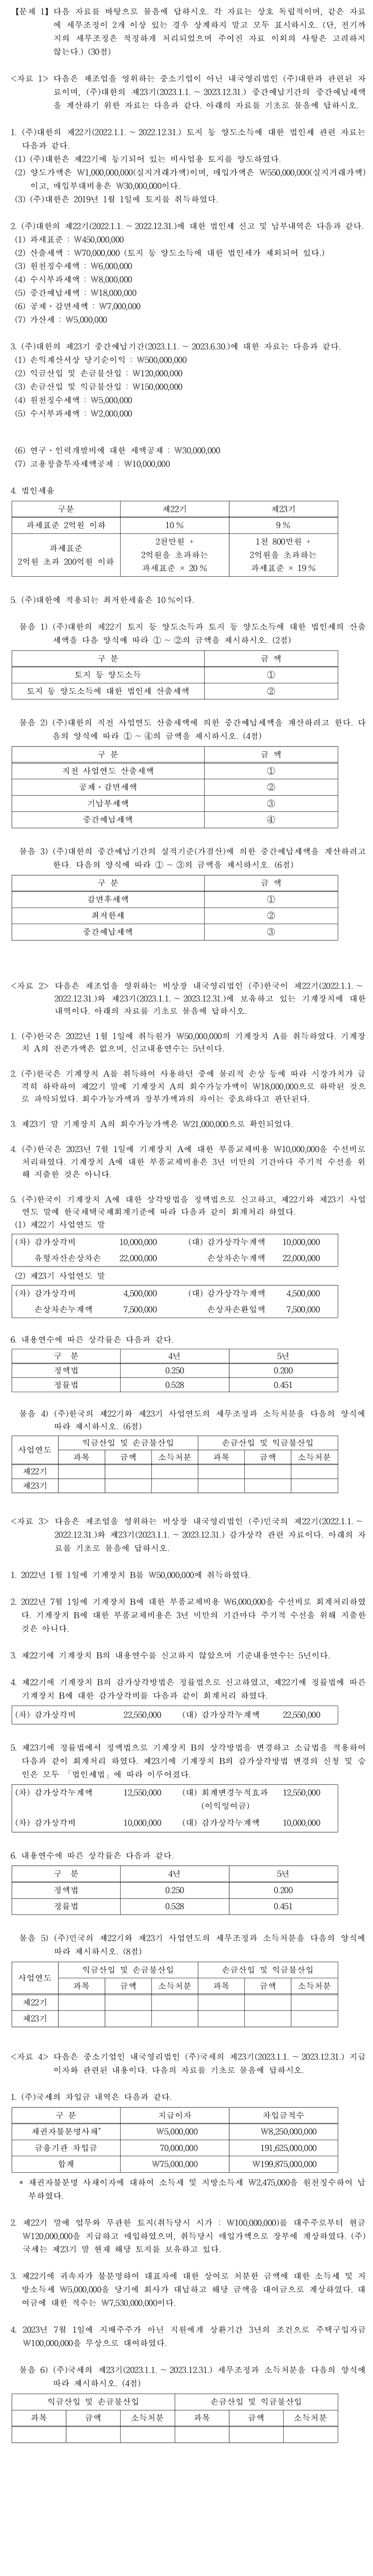 【문제 1】 다음 자료를 바탕으로 물음에 답하시오. 각 자료는 상호 독립적이며, 같은 자료
에 세무조정이 2개 이상 있는 경우 상계하지 말고 모두 표시하시오. (단, 전기까
지의 세무조정은 적정하게 처리되었으며 주어진 자료 이외의 사항은 고려하지
않는다.) (30점)
<자료 1> 다음은 제조업을 영위하는 중소기업이 아닌 내국영리법인 (주)대한과 관련된 자
료이며, (주)대한의 제23기(2023.1.1. ~ 2023.12.31.) 중간예납기간의 중간예납세액
을 계산하기 위한 자료는 다음과 같다. 아래의 자료를 기초로 물음에 답하시오.
1. (주)대한의 제22기(2022.1.1. ~ 2022.12.31.) 토지 등 양도소득에 대한 법인세 관련 자료는
다음과 같다.
(1) (주)대한은 제22기에 등기되어 있는 비사업용 토지를 양도하였다.
(2) 양도가액은 ₩1,000,000,000(실지거래가액)이며, 매입가액은 ₩550,000,000(실지거래가액)
이고, 매입부대비용은 ₩30,000,000이다.
(3) (주)대한은 2019년 1월 1일에 토지를 취득하였다.
2. (주)대한의 제22기(2022.1.1. ~ 2022.12.31.)에 대한 법인세 신고 및 납부내역은 다음과 같다.
(1) 과세표준 : ₩450,000,000
(2) 산출세액 : ₩70,000,000 (토지 등 양도소득에 대한 법인세가 제외되어 있다.)
(3) 원천징수세액 : ₩6,000,000
(4) 수시부과세액 : ₩8,000,000
(5) 중간예납세액 : ₩18,000,000
(6) 공제・감면세액 : ₩7,000,000
(7) 가산세 : ₩5,000,000
3. (주)대한의 제23기 중간예납기간(2023.1.1. ~ 2023.6.30.)에 대한 자료는 다음과 같다.
(1) 손익계산서상 당기순이익 : ₩500,000,000
(2) 익금산입 및 손금불산입 : ₩120,000,000
(3) 손금산입 및 익금불산입 : ₩150,000,000
(4) 원천징수세액 : ₩5,000,000
(5) 수시부과세액 : ₩2,000,000
(6) 연구・인력개발비에 대한 세액공제 : ₩30,000,000
(7) 고용창출투자세액공제 : ₩10,000,000
4. 법인세율
구분 제22기 제23기
과세표준 2억원 이하 10 % 9 %
과세표준
2억원 초과 200억원 이하
2천만원 +
2억원을 초과하는
과세표준 × 20 %
1천 800만원 +
2억원을 초과하는
과세표준 × 19 %
5. (주)대한에 적용되는 최저한세율은 10 %이다.
물음 1) (주)대한의 제22기 토지 등 양도소득과 토지 등 양도소득에 대한 법인세의 산출
세액을 다음 양식에 따라 ① ~ ②의 금액을 제시하시오. (2점)
구 분 금 액
토지 등 양도소득 ①
토지 등 양도소득에 대한 법인세 산출세액 ②
물음 2) (주)대한의 직전 사업연도 산출세액에 의한 중간예납세액을 계산하려고 한다. 다
음의 양식에 따라 ① ~ ④의 금액을 제시하시오. (4점)
구 분 금 액
직전 사업연도 산출세액 ①
공제・감면세액 ②
기납부세액 ③
중간예납세액 ④
물음 3) (주)대한의 중간예납기간의 실적기준(가결산)에 의한 중간예납세액을 계산하려고
한다. 다음의 양식에 따라 ① ~ ③의 금액을 제시하시오. (6점)
구 분 금 액
감면후세액 ①
최저한세 ②
중간예납세액 ③
<자료 2> 다음은 제조업을 영위하는 비상장 내국영리법인 (주)한국이 제22기(2022.1.1. ~
2022.12.31.)와 제23기(2023.1.1. ~ 2023.12.31.)에 보유하고 있는 기계장치에 대한
내역이다. 아래의 자료를 기초로 물음에 답하시오.
1. (주)한국은 2022년 1월 1일에 취득원가 ₩50,000,000의 기계장치 A를 취득하였다. 기계장
치 A의 잔존가액은 없으며, 신고내용연수는 5년이다.
2. (주)한국은 기계장치 A를 취득하여 사용하던 중에 물리적 손상 등에 따라 시장가치가 급
격히 하락하여 제22기 말에 기계장치 A의 회수가능가액이 ₩18,000,000으로 하락된 것으
로 파악되었다. 회수가능가액과 장부가액과의 차이는 중요하다고 판단된다.
3. 제23기 말 기계장치 A의 회수가능가액은 ₩21,000,000으로 확인되었다.
4. (주)한국은 2023년 7월 1일에 기계장치 A에 대한 부품교체비용 ₩10,000,000을 수선비로
처리하였다. 기계장치 A에 대한 부품교체비용은 3년 미만의 기간마다 주기적 수선을 위
해 지출한 것은 아니다.
5. (주)한국이 기계장치 A에 대한 상각방법을 정액법으로 신고하고, 제22기와 제23기 사업
연도 말에 한국채택국제회계기준에 따라 다음과 같이 회계처리 하였다.
(1) 제22기 사업연도 말
(차) 감가상각비 10,000,000 (대) 감가상각누계액 10,000,000
유형자산손상차손 22,000,000 손상차손누계액 22,000,000
(2) 제23기 사업연도 말
(차) 감가상각비 4,500,000 (대) 감가상각누계액 4,500,000
손상차손누계액 7,500,000 손상차손환입액 7,500,000
6. 내용연수에 따른 상각률은 다음과 같다.
구 분 4년 5년
정액법 0.250 0.200
정률법 0.528 0.451
물음 4) (주)한국의 제22기와 제23기 사업연도의 세무조정과 소득처분을 다음의 양식에
따라 제시하시오. (6점)
사업연도 익금산입 및 손금불산입 손금산입 및 익금불산입
과목 금액 소득처분 과목 금액 소득처분
제22기
제23기
<자료 3> 다음은 제조업을 영위하는 비상장 내국영리법인 (주)민국의 제22기(2022.1.1. ~
2022.12.31.)와 제23기(2023.1.1. ~ 2023.12.31.) 감가상각 관련 자료이다. 아래의 자
료를 기초로 물음에 답하시오.
1. 2022년 1월 1일에 기계장치 B를 ₩50,000,000에 취득하였다.
2. 2022년 7월 1일에 기계장치 B에 대한 부품교체비용 ₩6,000,000을 수선비로 회계처리하였
다. 기계장치 B에 대한 부품교체비용은 3년 미만의 기간마다 주기적 수선을 위해 지출한
것은 아니다.
3. 제22기에 기계장치 B의 내용연수를 신고하지 않았으며 기준내용연수는 5년이다.
4. 제22기에 기계장치 B의 감가상각방법은 정률법으로 신고하였고, 제22기에 정률법에 따른
기계장치 B에 대한 감가상각비를 다음과 같이 회계처리 하였다.
(차) 감가상각비 22,550,000 (대) 감가상각누계액 22,550,000
5. 제23기에 정률법에서 정액법으로 기계장치 B의 상각방법을 변경하고 소급법을 적용하여
다음과 같이 회계처리 하였다. 제23기에 기계장치 B의 감가상각방법 변경의 신청 및 승
인은 모두 「법인세법」에 따라 이루어졌다.
(차) 감가상각누계액 12,550,000 (대) 회계변경누적효과 12,550,000
(이익잉여금)
(차) 감가상각비 10,000,000 (대) 감가상각누계액 10,000,000
6. 내용연수에 따른 상각률은 다음과 같다.
구 분 4년 5년
정액법 0.250 0.200
정률법 0.528 0.451
물음 5) (주)민국의 제22기와 제23기 사업연도의 세무조정과 소득처분을 다음의 양식에
따라 제시하시오. (8점)
사업연도 익금산입 및 손금불산입 손금산입 및 익금불산입
과목 금액 소득처분 과목 금액 소득처분
제22기
제23기
<자료 4> 다음은 중소기업인 내국영리법인 (주)국세의 제23기(2023.1.1. ~ 2023.12.31.) 지급
이자와 관련된 내용이다. 다음의 자료를 기초로 물음에 답하시오.
1. (주)국세의 차입금 내역은 다음과 같다.
구 분 지급이자 차입금적수
채권자불분명사채* ₩5,000,000 ₩8,250,000,000
금융기관 차입금 70,000,000 191,625,000,000
합계 ₩75,000,000 ₩199,875,000,000
* 채권자불분명 사채이자에 대하여 소득세 및 지방소득세 ₩2,475,000을 원천징수하여 납
부하였다.
2. 제22기 말에 업무와 무관한 토지(취득당시 시가 : ₩100,000,000)를 대주주로부터 현금
₩120,000,000을 지급하고 매입하였으며, 취득당시 매입가액으로 장부에 계상하였다. (주)
국세는 제23기 말 현재 해당 토지를 보유하고 있다.
3. 제22기에 귀속자가 불분명하여 대표자에 대한 상여로 처분한 금액에 대한 소득세 및 지
방소득세 ₩5,000,000을 당기에 회사가 대납하고 해당 금액을 대여금으로 계상하였다. 대
여금에 대한 적수는 ₩7,530,000,000이다.
4. 2023년 7월 1일에 지배주주가 아닌 직원에게 상환기간 3년의 조건으로 주택구입자금
₩100,000,000을 무상으로 대여하였다.
물음 6) (주)국세의 제23기(2023.1.1. ~ 2023.12.31.) 세무조정과 소득처분을 다음의 양식에
따라 제시하시오. (4점)
익금산입 및 손금불산입 손금산입 및 익금불산입
과목 금액 소득처분 과목 금액 소득처분